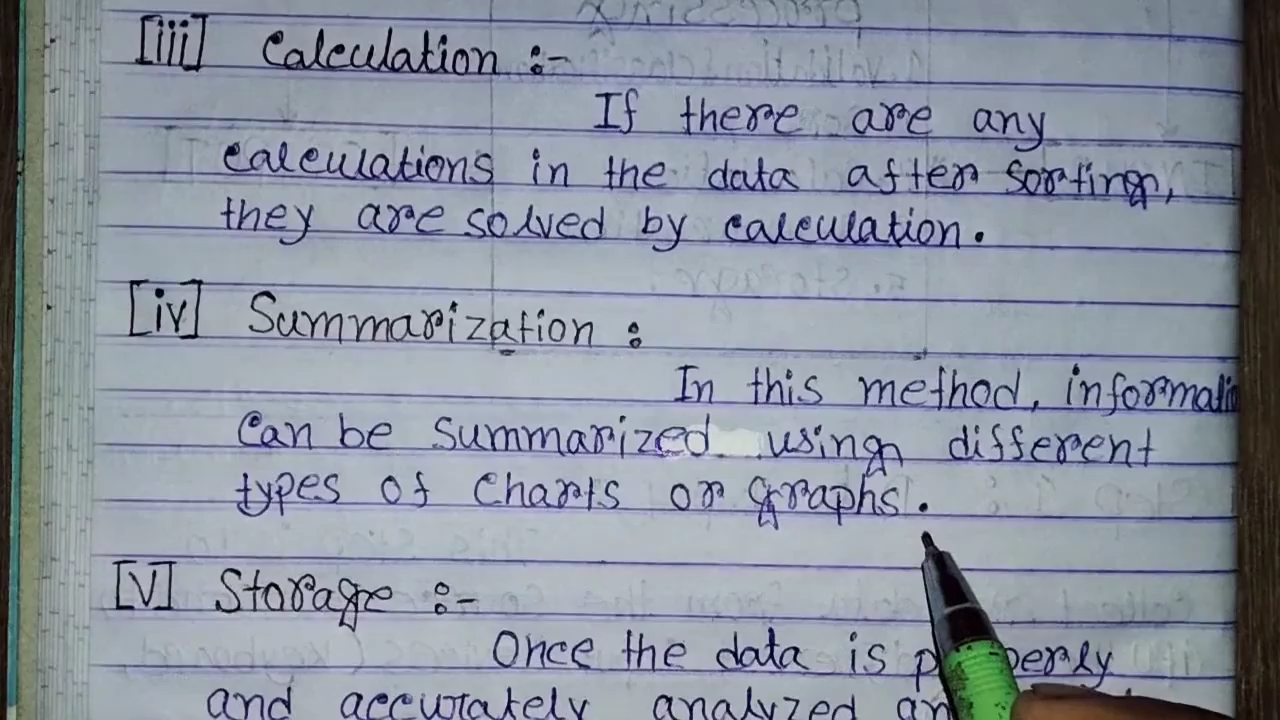 [iii] Calculation :-
If there are any
calculations in the data after sorting,
they are solved by calculation.
[iv] Summarization :
In this method, informati
can be summarized using different
types of charts or graphs.
[V] Storage :-
Once the data is
and accurately analyzed